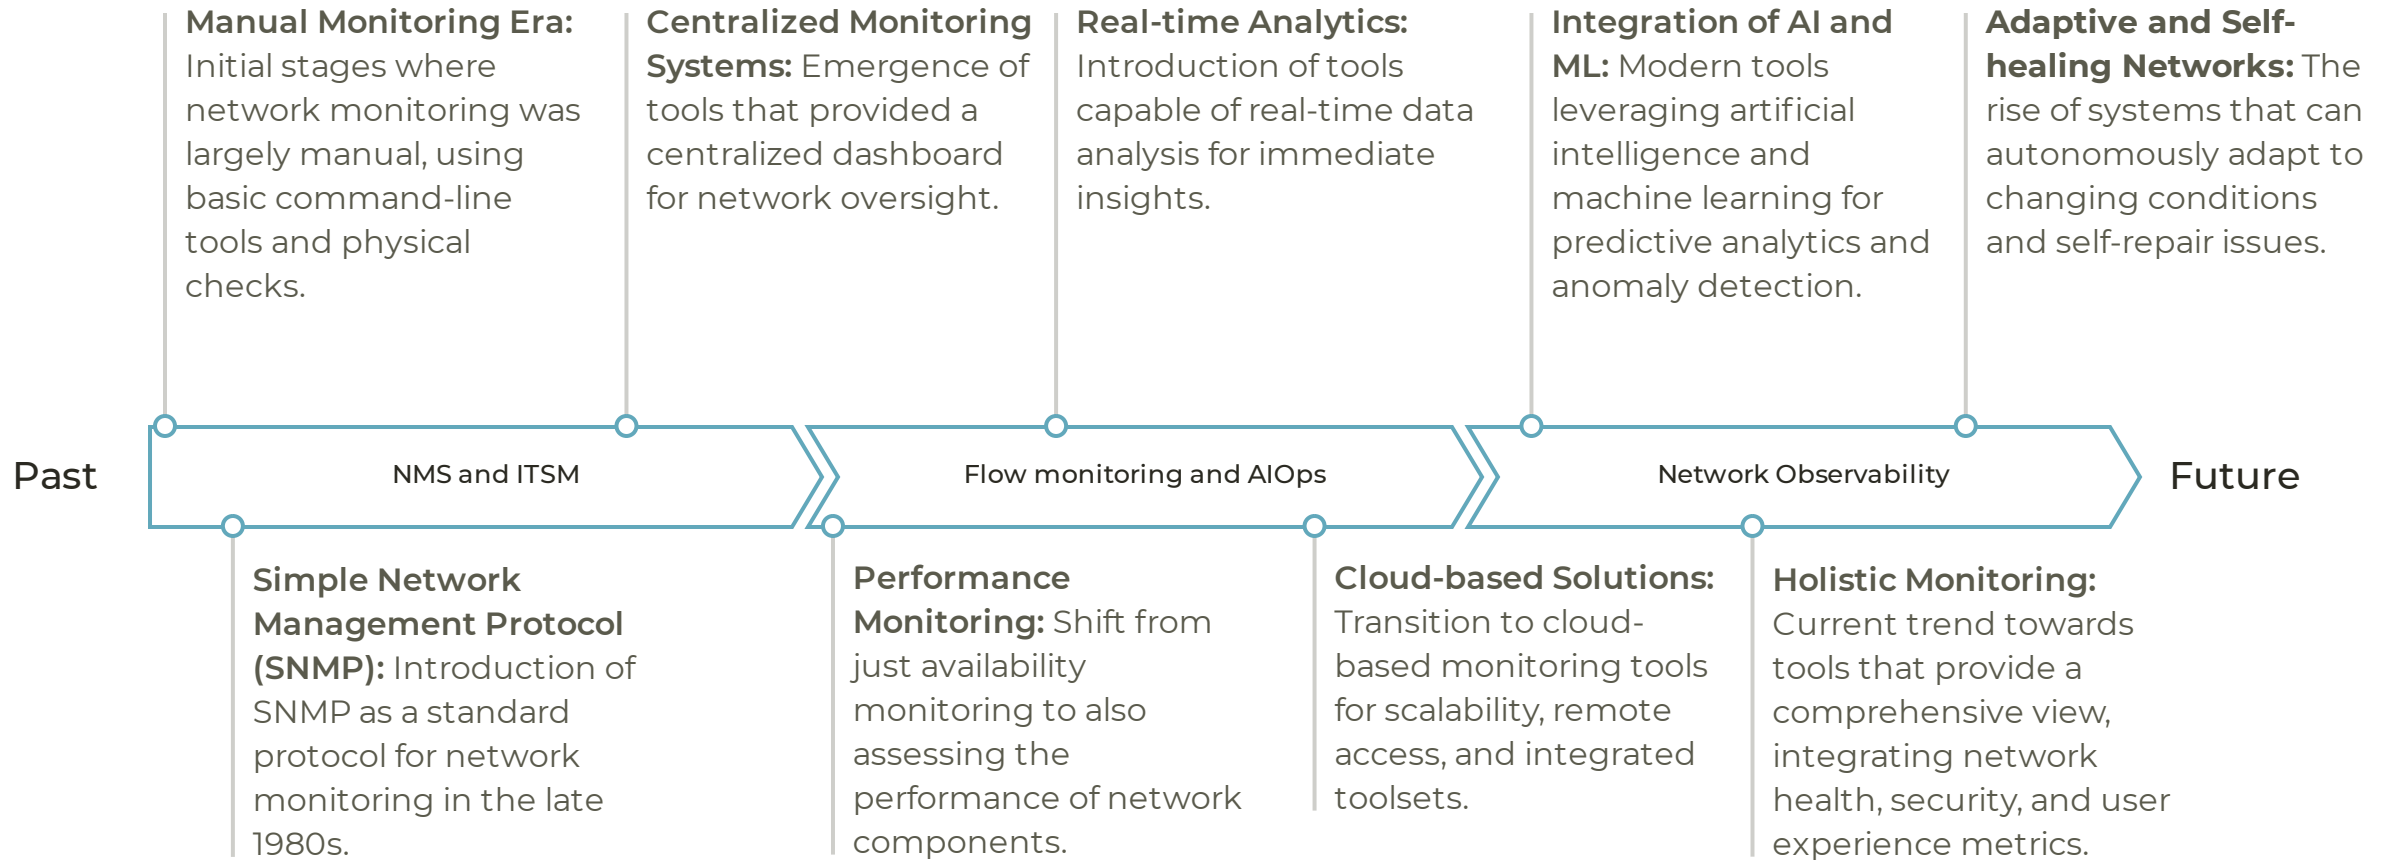 Manual Monitoring Era:
Initial stages where
network monitoring was
largely manual, using
basic command-line
tools and physical
checks.
Centralized Monitoring
Systems: Emergence of
tools that provided a
centralized dashboard
for network oversight.
Real-time Analytics:
Introduction of tools
capable of real-time data
analysis for immediate
insights.
Integration of AI and
ML: Modern tools
leveraging artificial
intelligence and
machine learning for
predictive analytics and
anomaly detection.
Adaptive and Self-
healing Networks: The
rise of systems that can
autonomously adapt to
changing conditions
and self-repair issues.
Past
NMS and ITSM
Flow monitoring and AIOps
Network Observability
Future
Simple Network
Management Protocol
(SNMP): Introduction of
SNMP as a standard
protocol for network
monitoring in the late
1980s.
Performance
Monitoring: Shift from
just availability
monitoring to also
assessing the
performance of network
components.
Cloud-based Solutions:
Transition to cloud-
based monitoring tools
for scalability, remote
access, and integrated
toolsets.
Holistic Monitoring:
Current trend towards
tools that provide a
comprehensive view,
integrating network
health, security, and user
experience metrics.